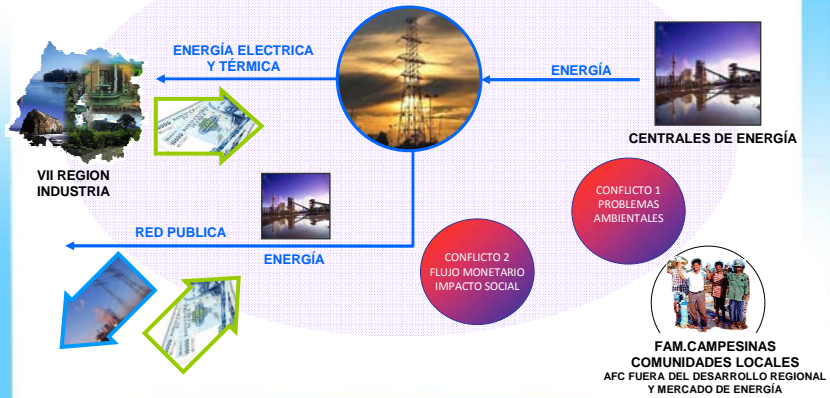 ENERGÍA ELECTRICA
Y TÉRMICA
ENERGÍA
CENTRALES DE ENERGÍA
VII REGION
INDUSTRIA
CONFLICTO 1
PROBLEMAS
AMBIENTALES
RED PUBLICA
ENERGÍA
CONFLICTO 2
FLUJO MONETARIO
IMPACTO SOCIAL
FAM.CAMPESINAS
COMUNIDADES LOCALES
AFC FUERA DEL DESARROLLO REGIONAL
Y MERCADO DE ENERGÍA